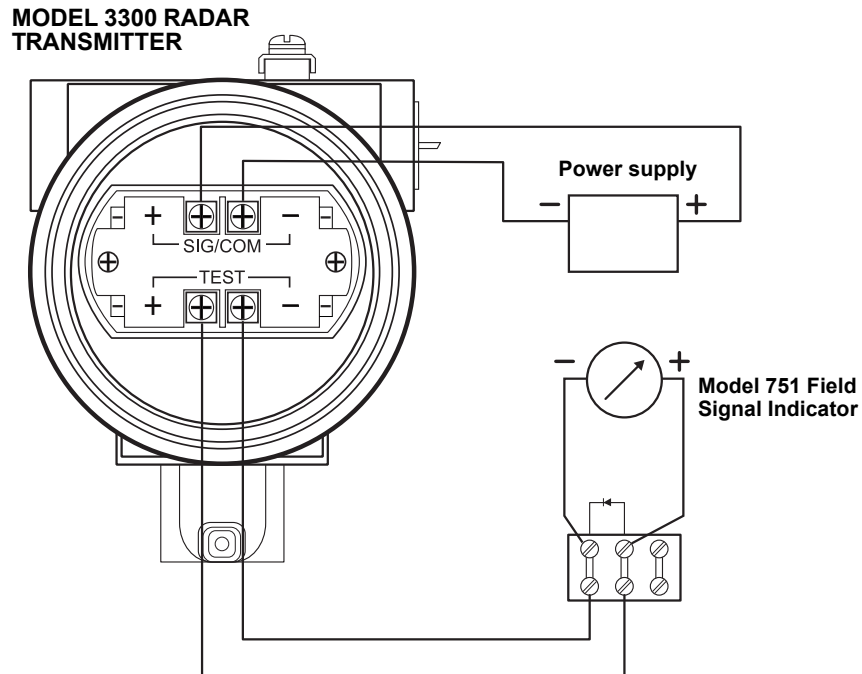 MODEL 3300 RADAR
TRANSMITTER
Power supply
- +
+ -
SIG/COM
TEST
+ -
- +
Model 751 Field
Signal Indicator